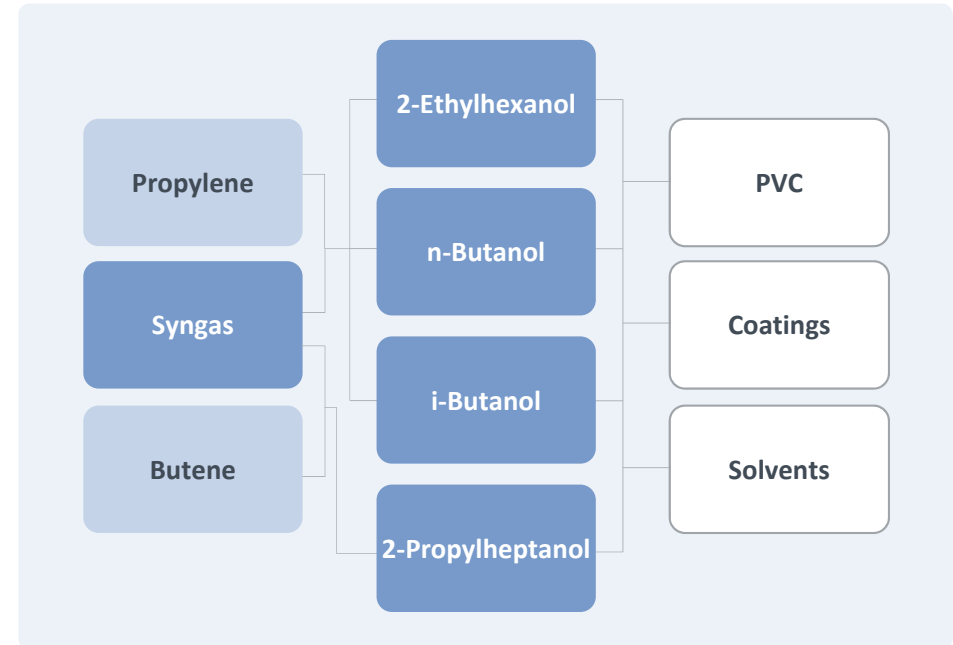 Propylene
Syngas
Butene
2-Ethylhexanol
n-Butanol
i-Butanol
2-Propylheptanol
PVC
Coatings
Solvents